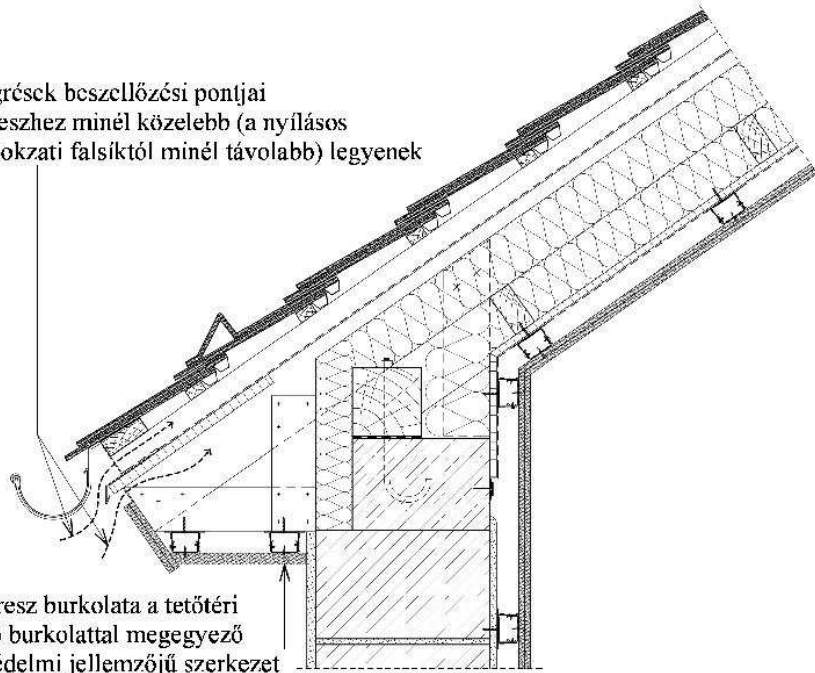 grések beszellőzési pontjai
eszhez minél közelebb (a nyílásos
okzati falsíktól minél távolabb) legyenek
resz burkolata a tetőtéri
ő burkolattal megegyező
édelmi jellemzőjű szerkezet